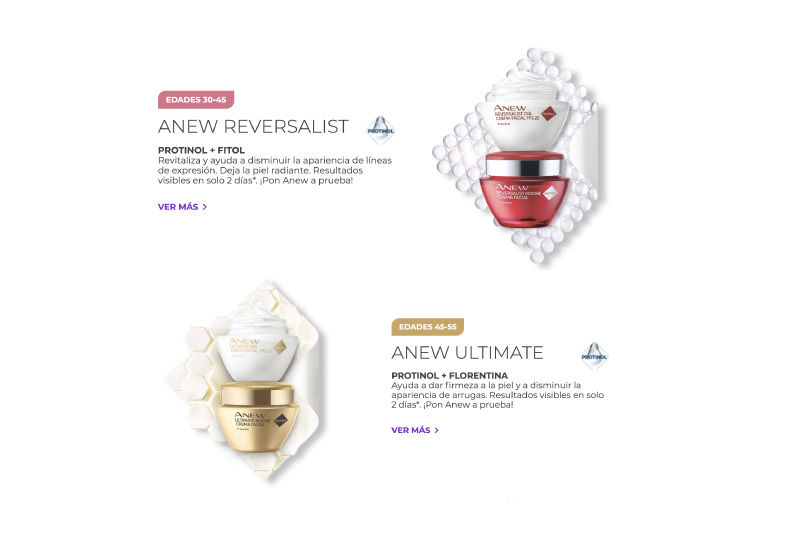 EDADES 30-45
ANEW REVERSALIST
PROTINOL
PROTINOL + FITOL
Revitaliza y ayuda a disminuir la apariencia de líneas
de expresión. Deja la piel radiante. Resultados
visibles en solo 2 días*. ¡Pon Anew a prueba!
VER MÁS
ANEW
REVERSALIST DÍA
CREMA FACIAL FPS 25
ANEW
REVERSALIST NOCHE
CREMA FACIAL
EDADES 45-55
ANEW ULTIMATE
PROTINOL
PROTINOL + FLORENTINA
Ayuda a dar firmeza a la piel y a disminuir la
apariencia de arrugas. Resultados visibles en solo
2 días*. ¡Pon Anew a prueba!
VER MÁS
ANEW
ULTIMATE DÍA
CREMA FACIAL FPS 25
ANEW
ULTIMATE NOCHE
CREMA FACIAL